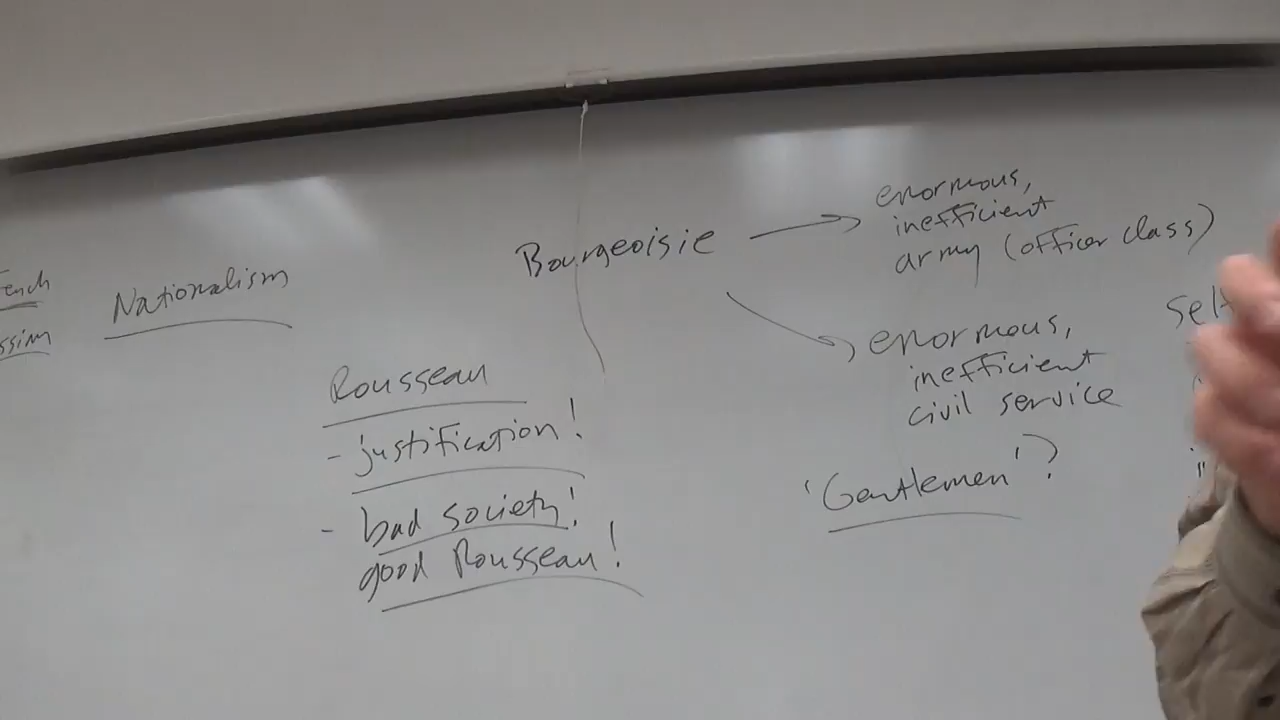 Nationalism
Rousseau
- justification!
- bad society!
good Rousseau!
Bourgeoisie
enormous,
inefficient
army (officer class)
enormous,
inefficient
civil service
'Gentlemen'?